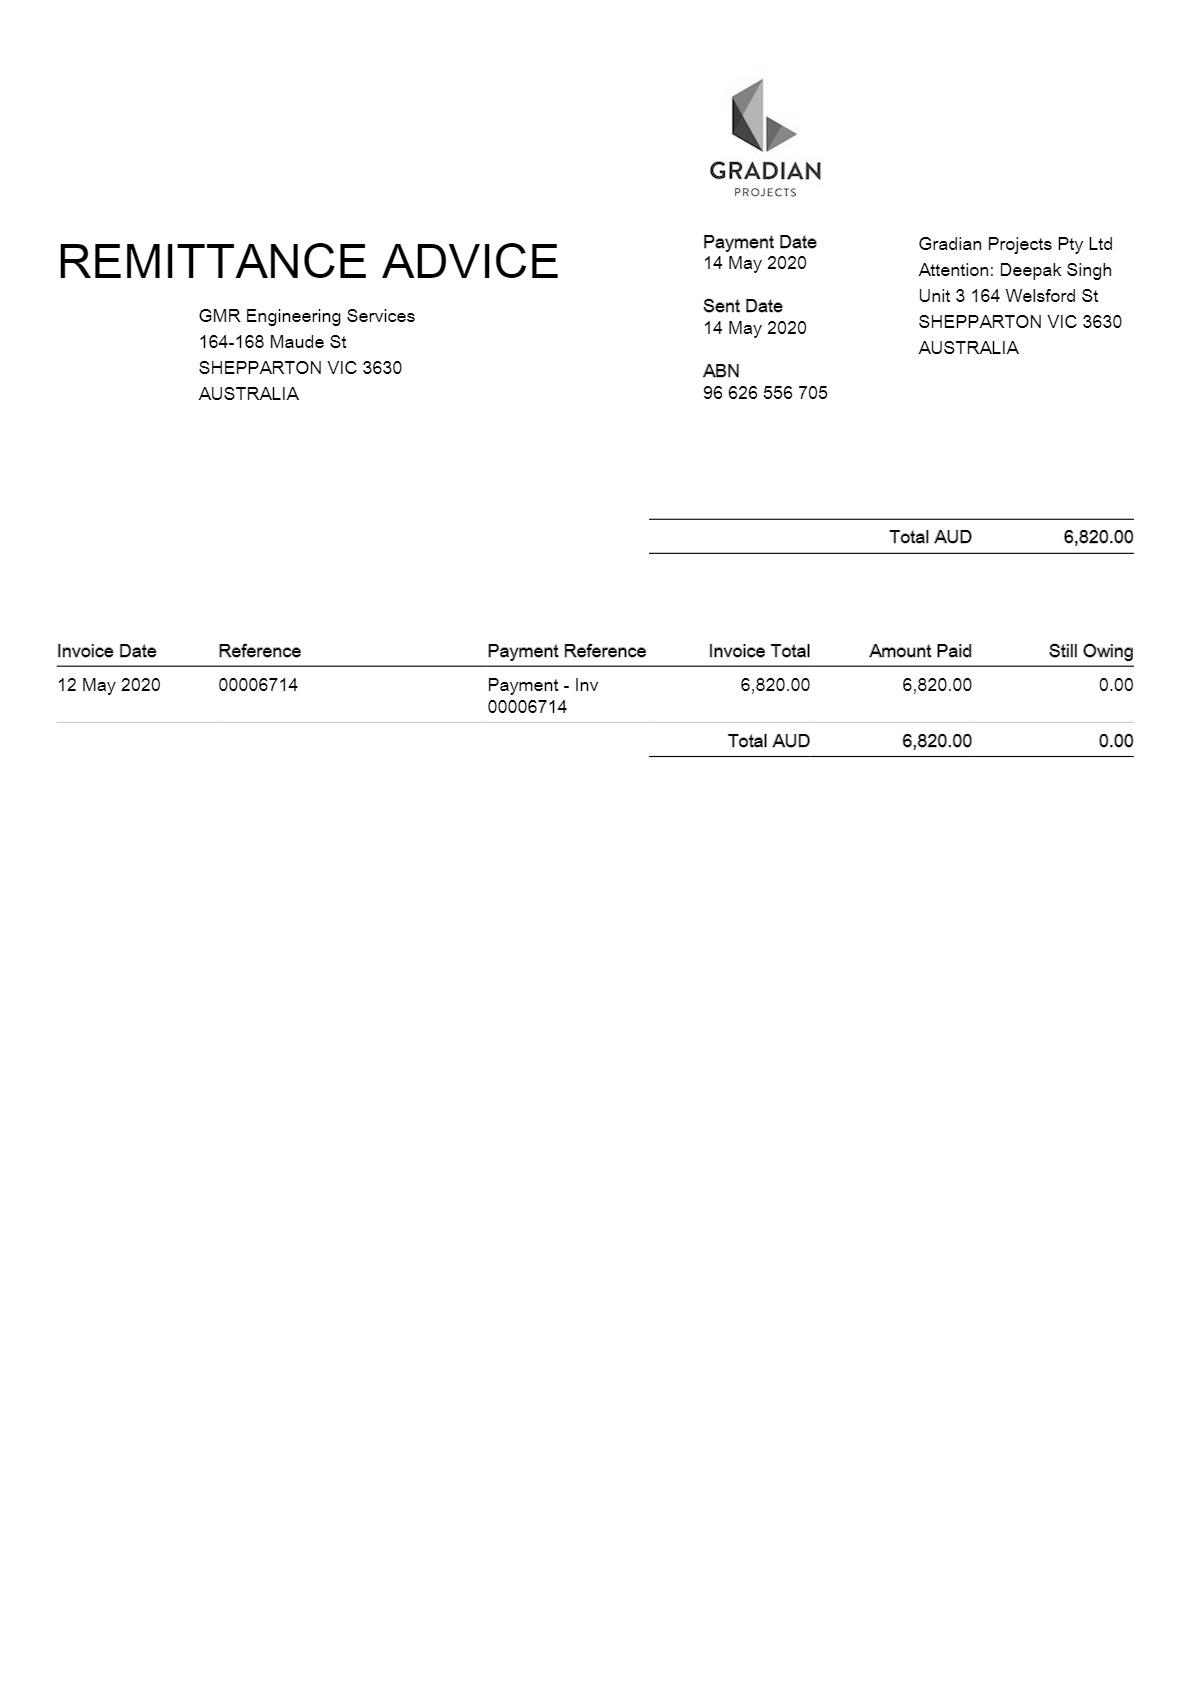 GRADIAN
PROJECTS
REMITTANCE ADVICE
GMR Engineering Services
164-168 Maude St
SHEPPARTON VIC 3630
AUSTRALIA
Payment Date
14 May 2020
Sent Date
14 May 2020
ABN
96 626 556 705
Gradian Projects Pty Ltd
Attention: Deepak Singh
Unit 3 164 Welsford St
SHEPPARTON VIC 3630
AUSTRALIA
Total AUD 6,820.00
Invoice Date Reference Payment Reference Invoice Total Amount Paid Still Owing
12 May 2020 00006714 Payment - Inv 6,820.00 6,820.00 0.00
00006714
Total AUD 6,820.00 0.00